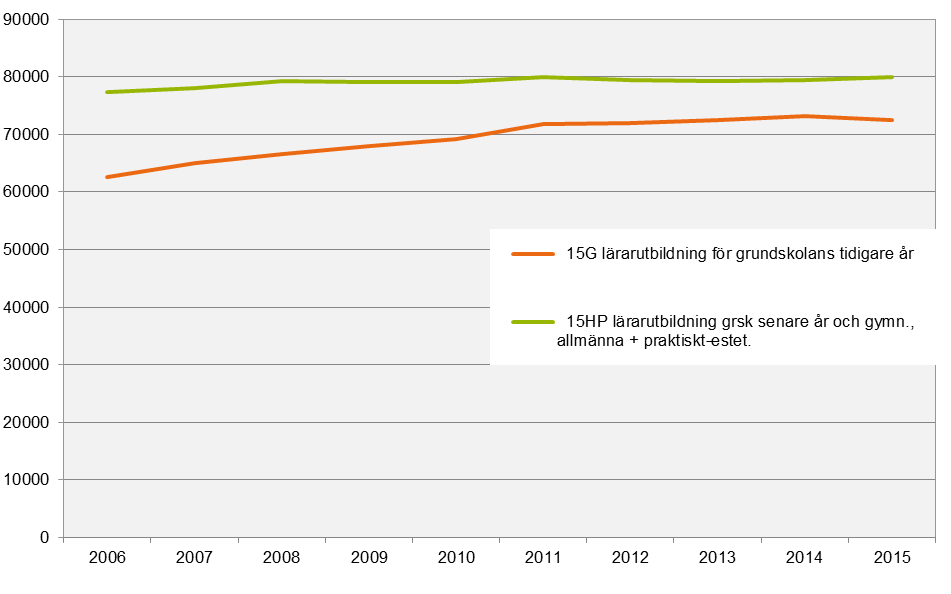 90000
80000
70000
60000
50000
40000
30000
20000
10000
0
15G lärarutbildning för grundskolans tidigare år
15HP lärarutbildning grsk senare år och gymn.,
allmänna + praktiskt-estet.
2006 2007 2008 2009 2010 2011 2012 2013 2014 2015